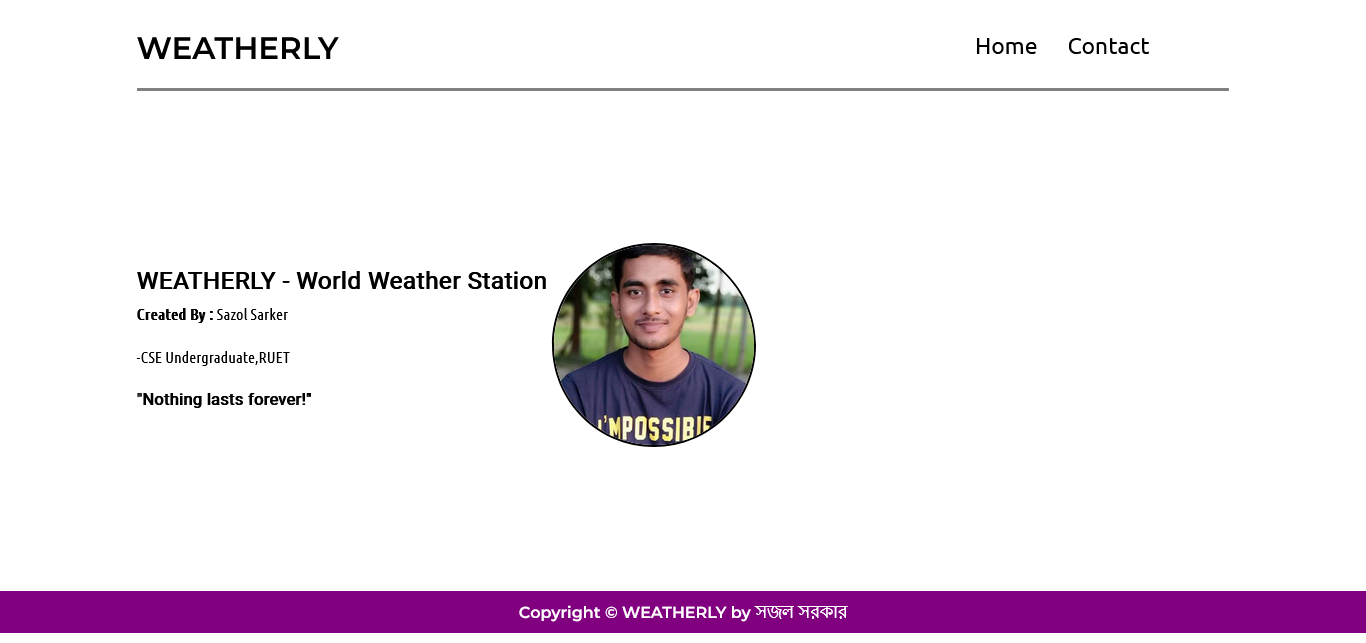 WEATHERLY
Home Contact
WEATHERLY - World Weather Station
Created By : Sazol Sarker
-CSE Undergraduate,RUET
"Nothing lasts forever!"
I'MPOSSIBLE
Copyright © WEATHERLY by সজল সরকার